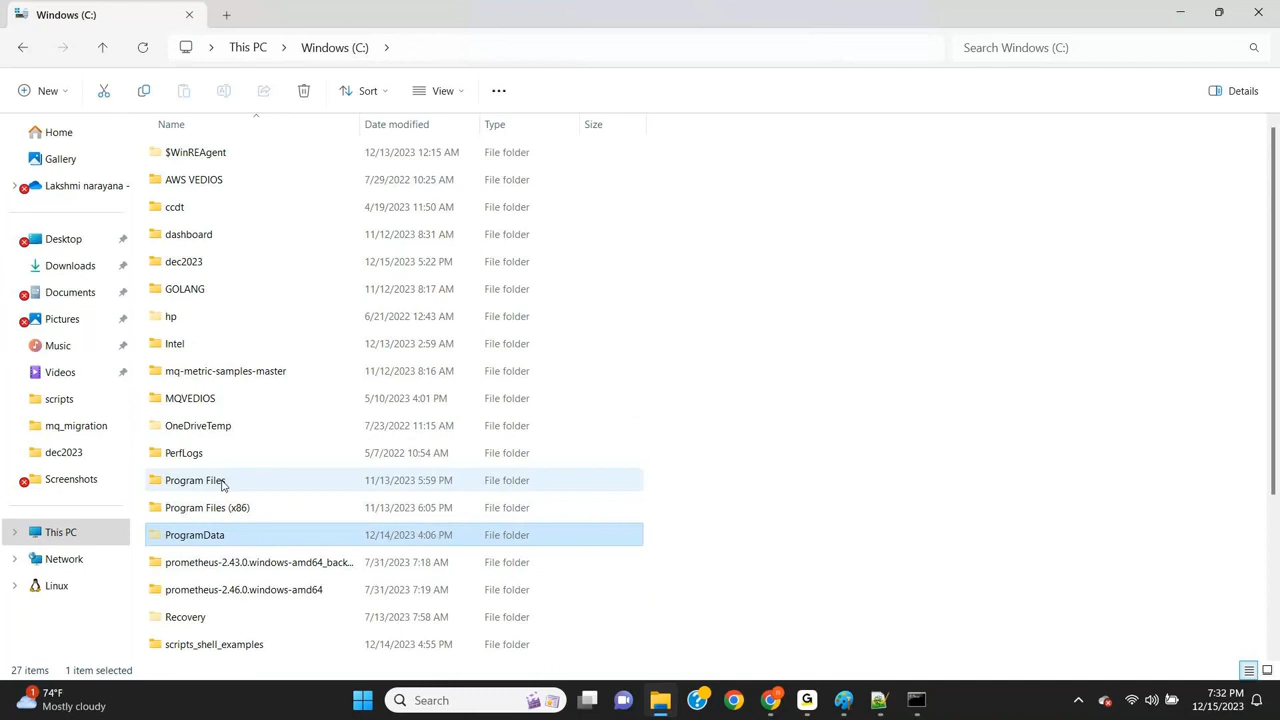 Windows (C:)
This PC
Windows (C:)
Search Windows (C:)
New
Sort
View
Details
Name
Date modified
Type
Size
Home
Gallery
Lakshmi narayana -
Desktop
Downloads
Documents
Pictures
Music
Videos
scripts
mq_migration
dec2023
Screenshots
This PC
Network
Linux
$WinREAgent 12/13/2023 12:15 AM File folder
AWS VEDIOS 7/29/2022 10:25 AM File folder
ccdt 4/19/2023 11:50 AM File folder
dashboard 11/12/2023 8:31 AM File folder
dec2023 12/15/2023 5:22 PM File folder
GOLANG 11/12/2023 8:17 AM File folder
hp 6/21/2022 12:43 AM File folder
Intel 12/13/2023 2:59 AM File folder
mq-metric-samples-master 11/12/2023 8:16 AM File folder
MQVEDIOS 5/10/2023 4:01 PM File folder
OneDriveTemp 7/23/2022 11:15 AM File folder
PerfLogs 5/7/2022 10:54 AM File folder
Program Files 11/13/2023 5:59 PM File folder
Program Files (x86) 11/13/2023 6:05 PM File folder
ProgramData 12/14/2023 4:06 PM File folder
prometheus-2.43.0.windows-amd64_back... 7/31/2023 7:18 AM File folder
prometheus-2.46.0.windows-amd64 7/31/2023 7:19 AM File folder
Recovery 7/13/2023 7:58 AM File folder
scripts_shell_examples 12/14/2023 4:55 PM File folder
27 items
1 item selected
1
74°F
Mostly cloudy
Search
7:32 PM
12/15/2023